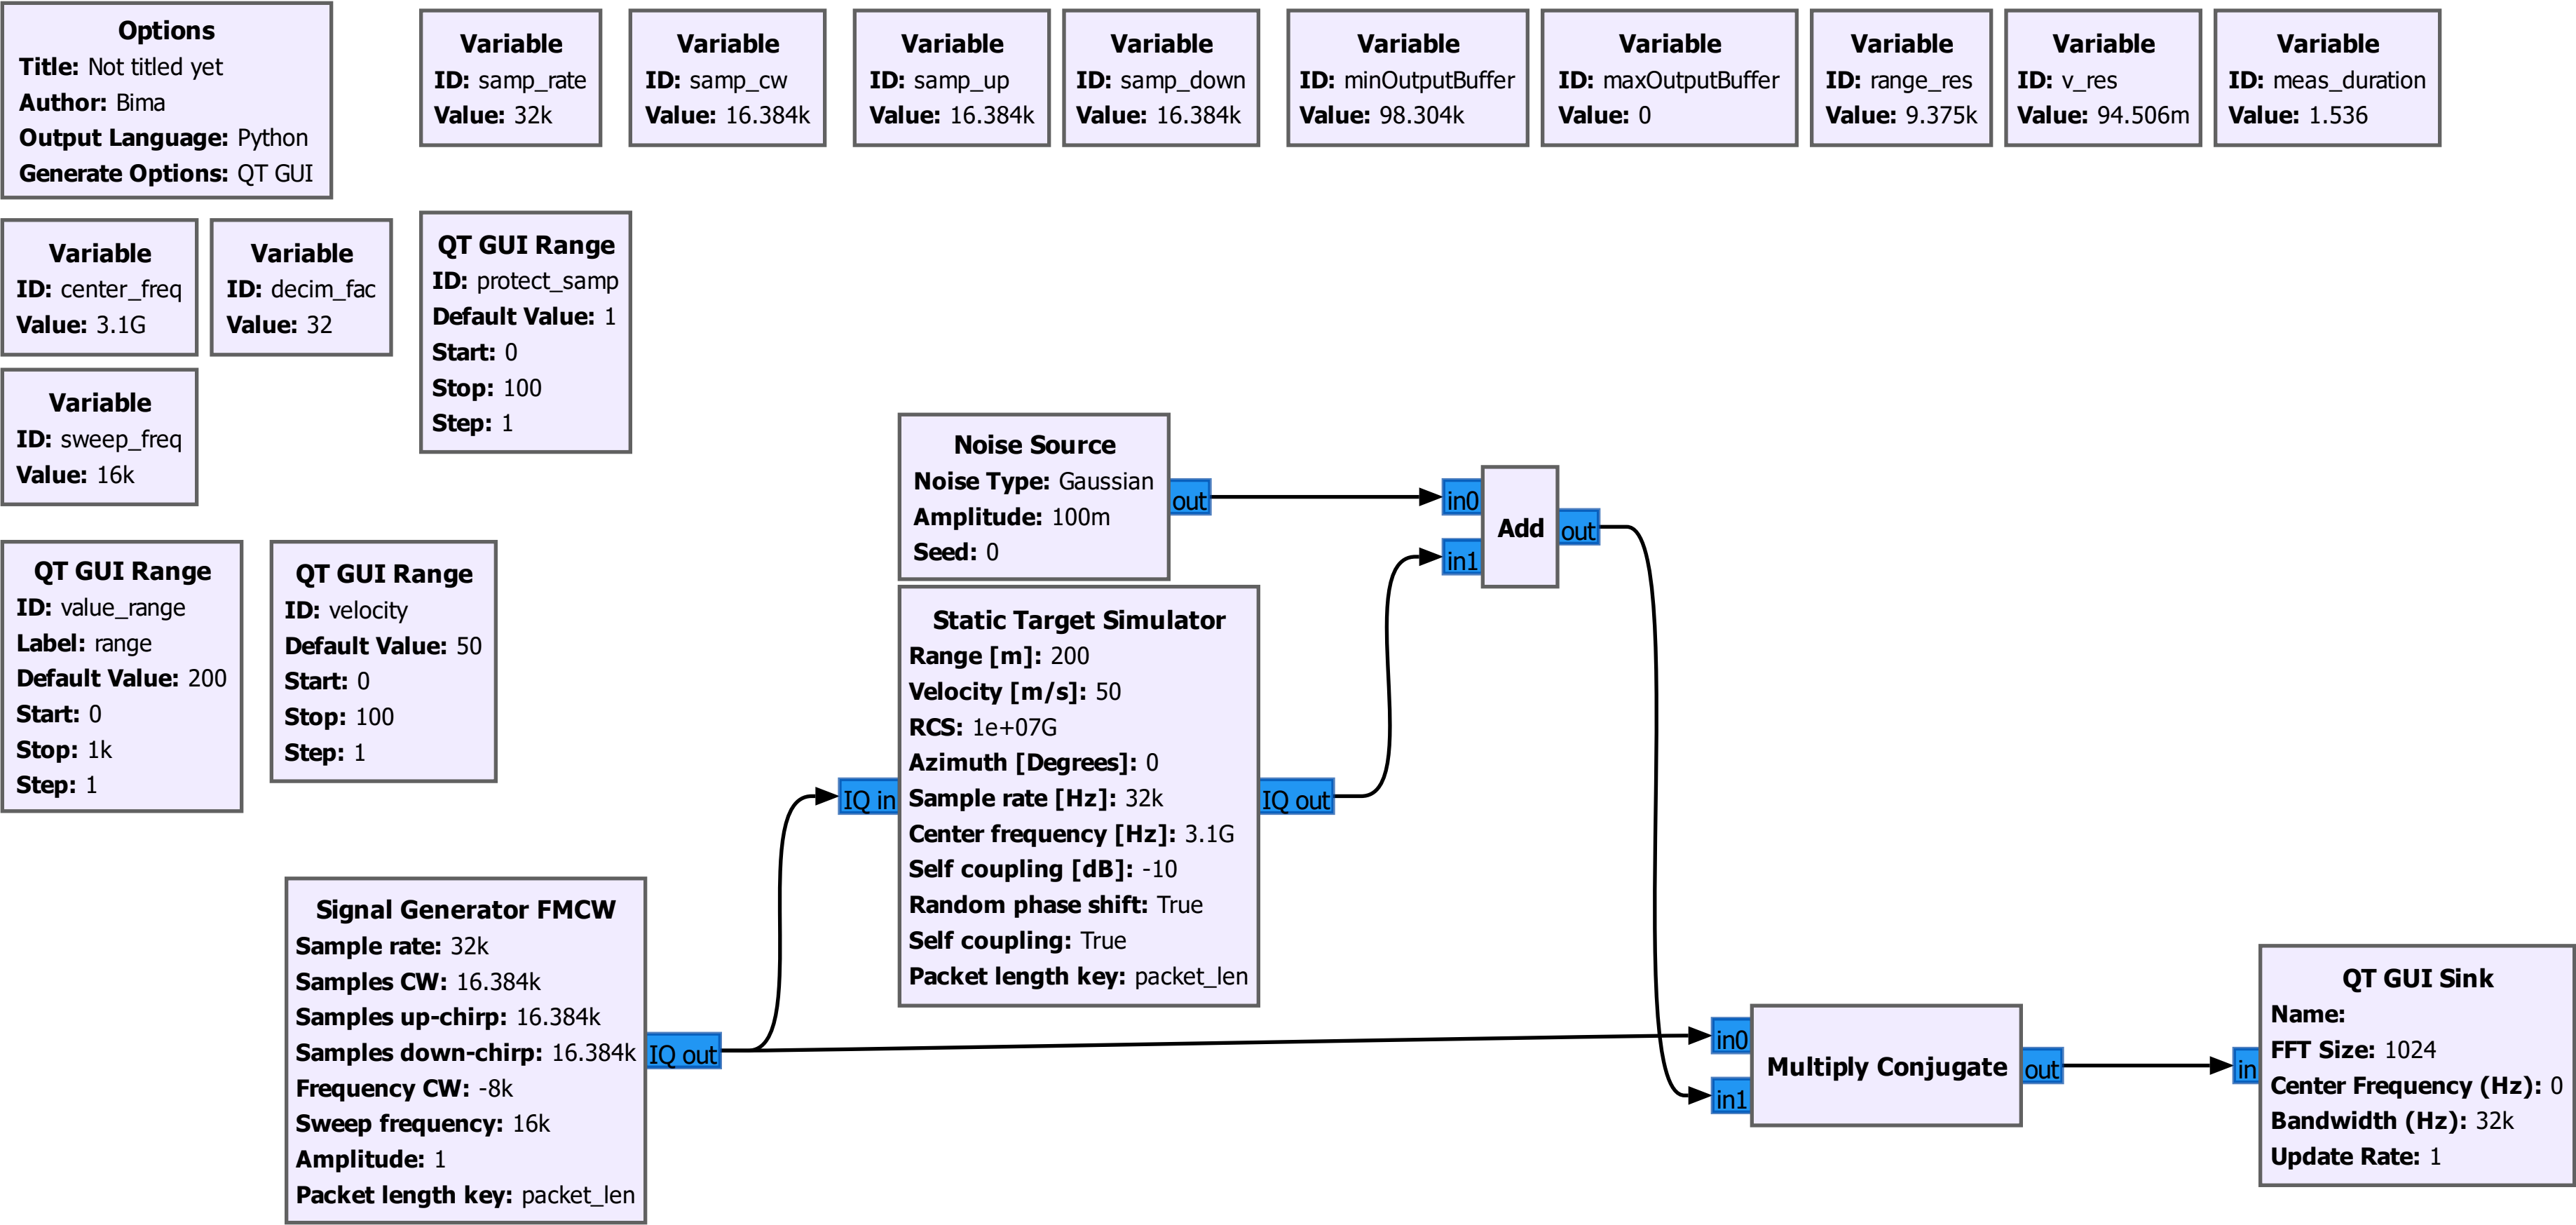 Options
Title: Not titled yet
Author: Bima
Output Language: Python
Generate Options: QT GUI
Variable
ID: samp_rate
Value: 32k
Variable
ID: samp_cw
Value: 16.384k
Variable
ID: samp_up
Value: 16.384k
Variable
ID: samp_down
Value: 16.384k
Variable
ID: minOutputBuffer
Value: 98.304k
Variable
ID: maxOutputBuffer
Value: 0
Variable
ID: range_res
Value: 9.375k
Variable
ID: v_res
Value: 94.506m
Variable
ID: meas_duration
Value: 1.536
Variable
ID: center_freq
Value: 3.1G
Variable
ID: decim_fac
Value: 32
QT GUI Range
ID: protect_samp
Default Value: 1
Start: 0
Stop: 100
Step: 1
Variable
ID: sweep_freq
Value: 16k
QT GUI Range
ID: value_range
Label: range
Default Value: 200
Start: 0
Stop: 1k
Step: 1
QT GUI Range
ID: velocity
Default Value: 50
Start: 0
Stop: 100
Step: 1
Noise Source
Noise Type: Gaussian
Amplitude: 100m
Seed: 0
out
in0
in1
Add
out
Static Target Simulator
Range [m]: 200
Velocity [m/s]: 50
RCS: 1e+07G
Azimuth [Degrees]: 0
Sample rate [Hz]: 32k
Center frequency [Hz]: 3.1G
Self coupling [dB]: -10
Random phase shift: True
Self coupling: True
Packet length key: packet_len
IQ in
IQ out
Signal Generator FMCW
Sample rate: 32k
Samples CW: 16.384k
Samples up-chirp: 16.384k
Samples down-chirp: 16.384k
Frequency CW: -8k
Sweep frequency: 16k
Amplitude: 1
Packet length key: packet_len
IQ out
in0
in1
Multiply Conjugate
out
in
QT GUI Sink
Name:
FFT Size: 1024
Center Frequency (Hz): 0
Bandwidth (Hz): 32k
Update Rate: 1